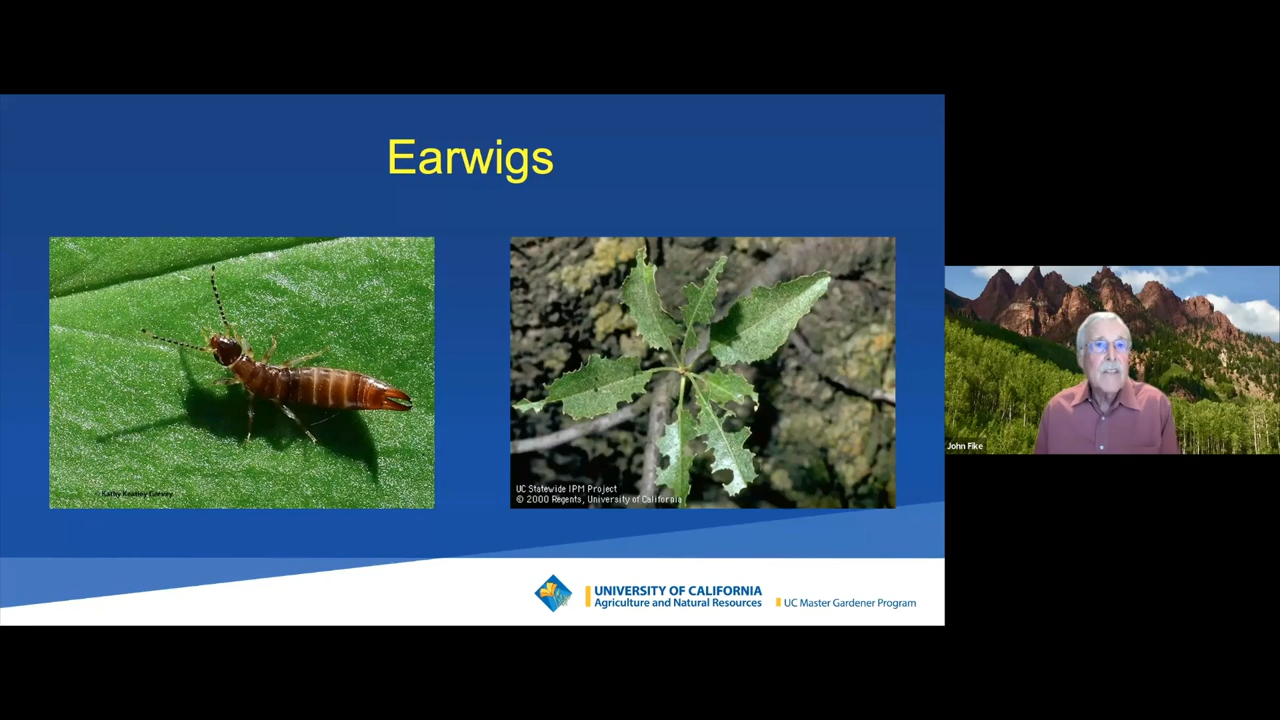 Earwigs
© Kathy Keatley Garvey
UC Statewide IPM Project
© 2000 Regents, University of California
John Fike
UNIVERSITY OF CALIFORNIA
Agriculture and Natural Resources
UC Master Gardener Program